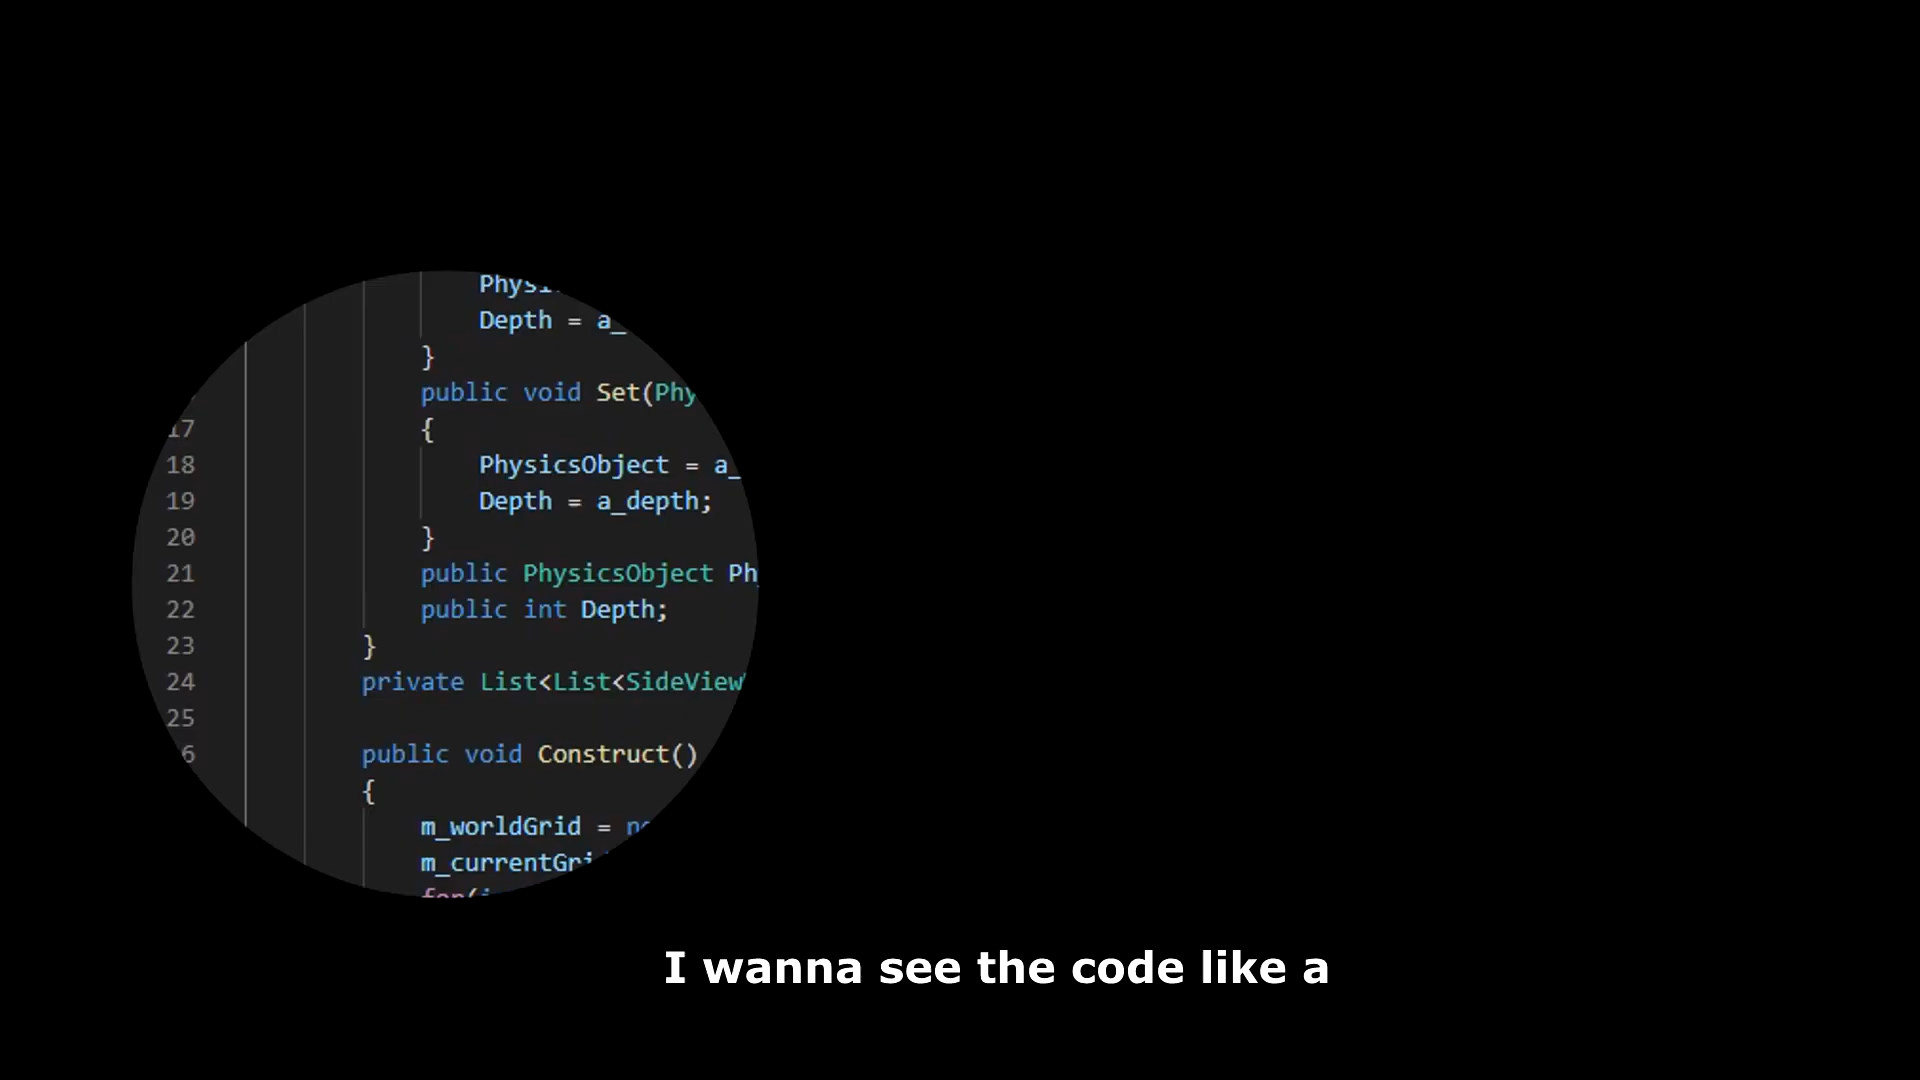 Depth = a_
}
public void Set(Phy
17 {
18 PhysicsObject = a_
19 Depth = a_depth;
20 }
21 public PhysicsObject Ph
22 public int Depth;
23 }
24 private List<List<SideView
25
6 public void Construct()
{
m_worldGrid =
m_currentGri
I wanna see the code like a